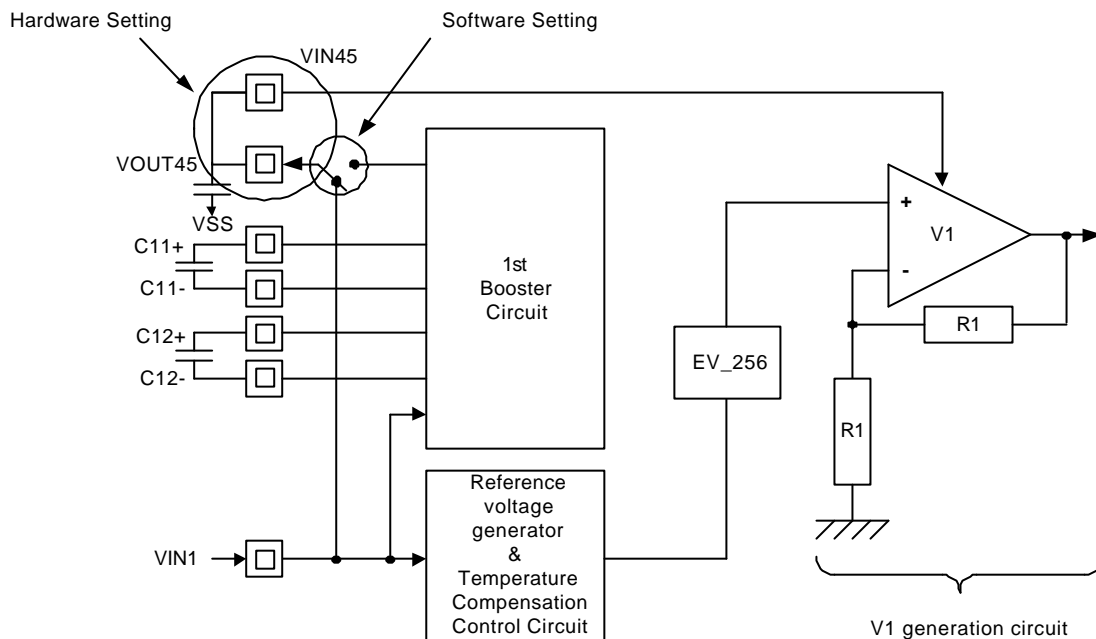 Hardware Setting
Software Setting
VIN45
VOUT45
VSS
C11+
C11-
C12+
C12-
1st
Booster
Circuit
+
V1
-
R1
EV_256
R1
VIN1
Reference
voltage
generator
&
Temperature
Compensation
Control Circuit
V1 generation circuit